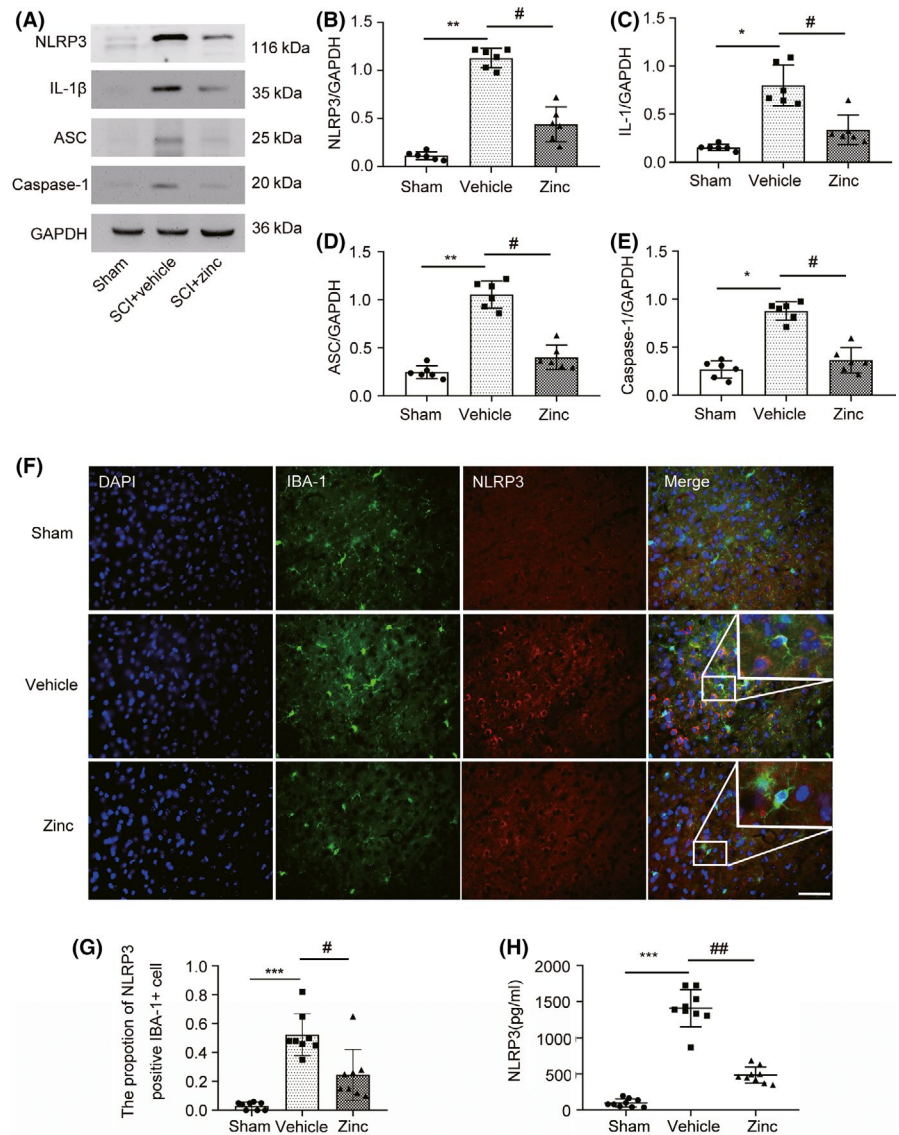 (A)
NLRP3
116 kDa
IL-1β
35 kDa
ASC
25 kDa
Caspase-1
20 kDa
GAPDH
36 kDa
Sham
SCI+vehicle
SCI+zinc
(B)
NLRP3/GAPDH
1.5
1.0
0.5
0.0
**
#
Sham Vehicle Zinc
(C)
IL-1/GAPDH
1.5
1.0
0.5
0.0
*
#
Sham Vehicle Zinc
(D)
ASC/GAPDH
1.5
1.0
0.5
0.0
**
#
Sham Vehicle Zinc
(E)
Caspase-1/GAPDH
1.5
1.0
0.5
0.0
*
#
Sham Vehicle Zinc
(F)
DAPI IBA-1 NLRP3 Merge
Sham
Vehicle
Zinc
(G)
The propotion of NLRP3
positive IBA-1+ cell
1.0
0.8
0.6
0.4
0.2
0.0
***
#
Sham Vehicle Zinc
(H)
NLRP3(pg/ml)
2000
1500
1000
500
0
***
##
Sham Vehicle Zinc